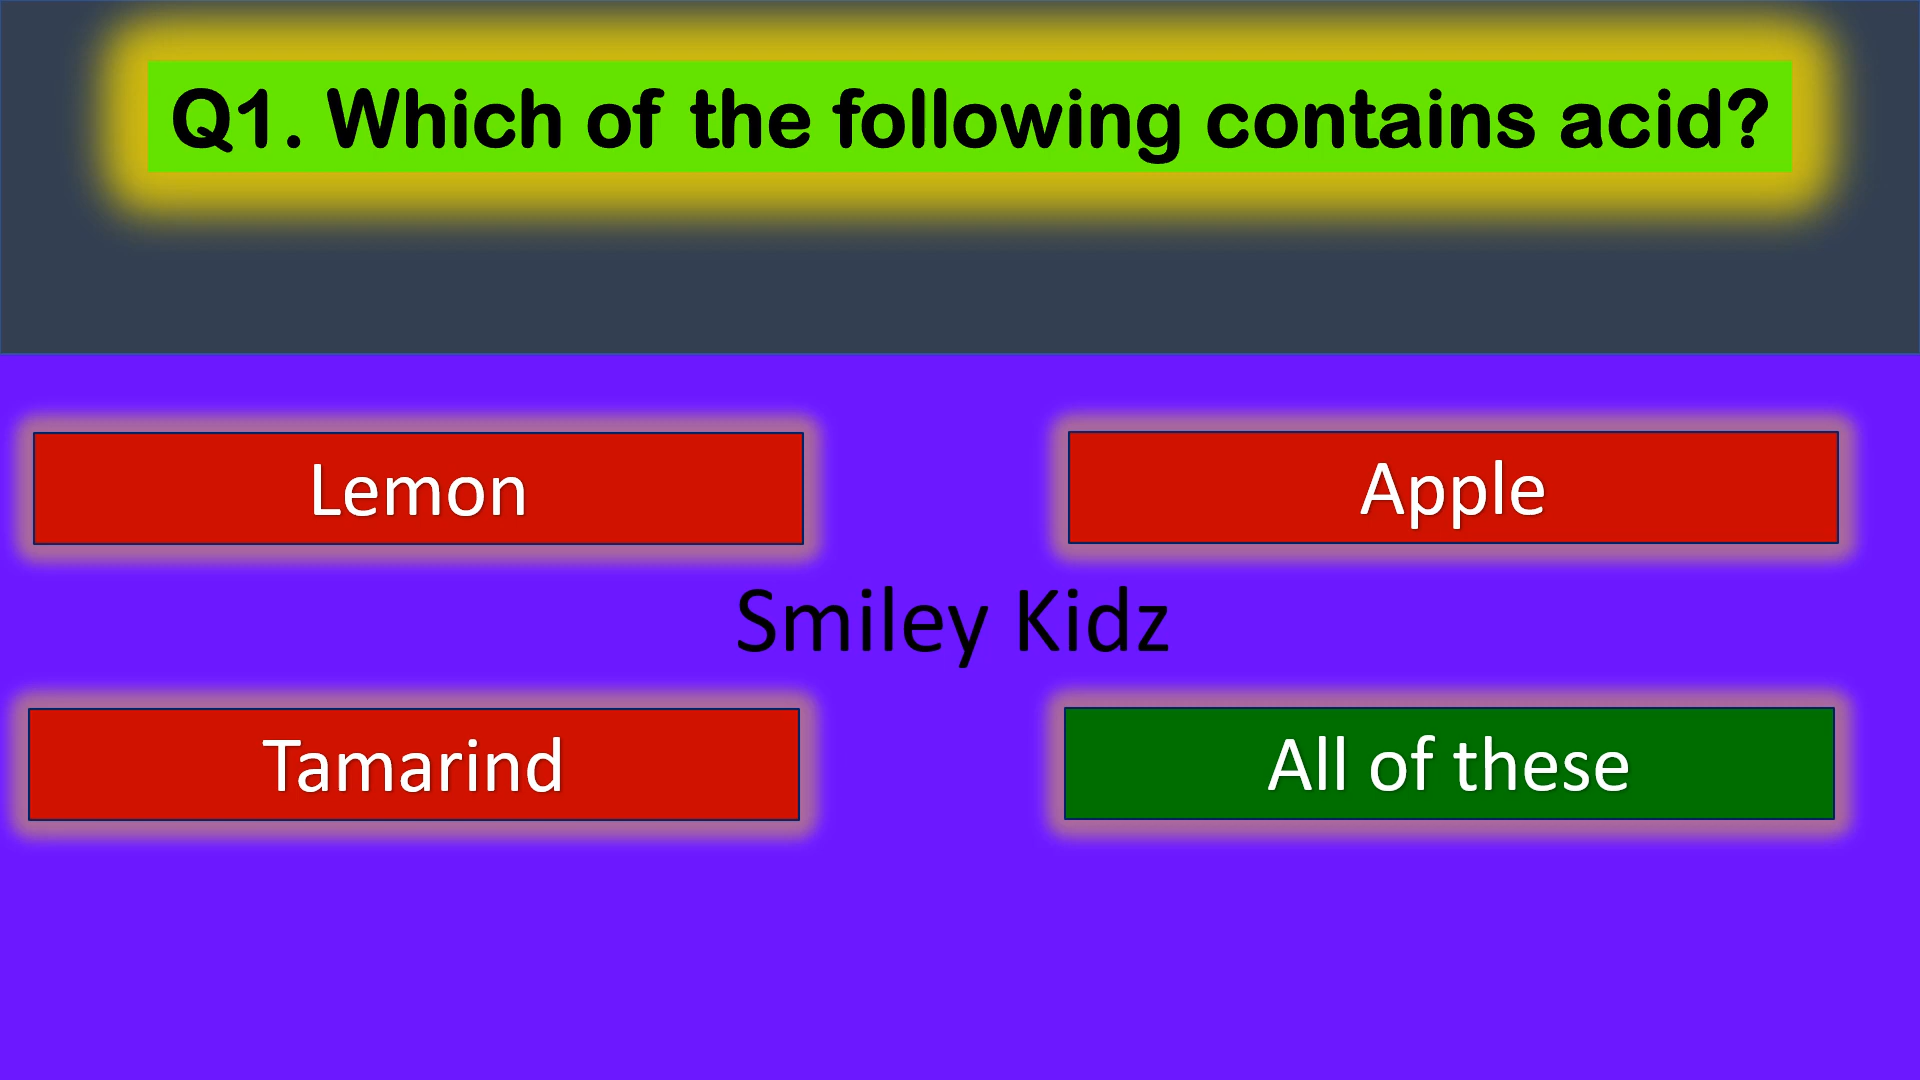 Q1. Which of the following contains acid?
Lemon
Apple
Smiley Kidz
Tamarind
All of these